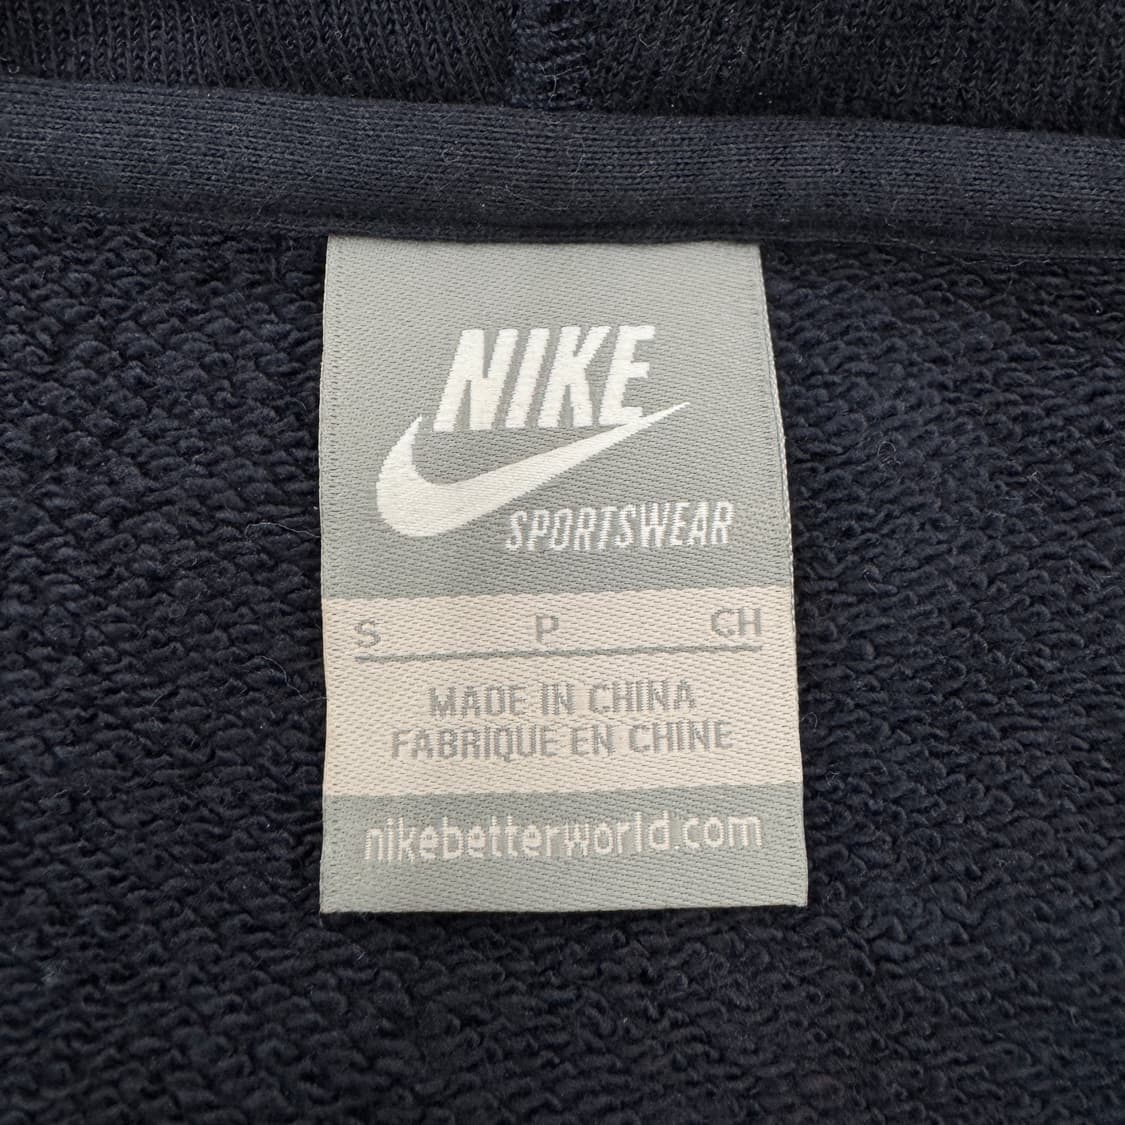 NIKE
SPORTSWEAR
S P CH
MADE IN CHINA
FABRIQUE EN CHINE
nikebetterworld.com